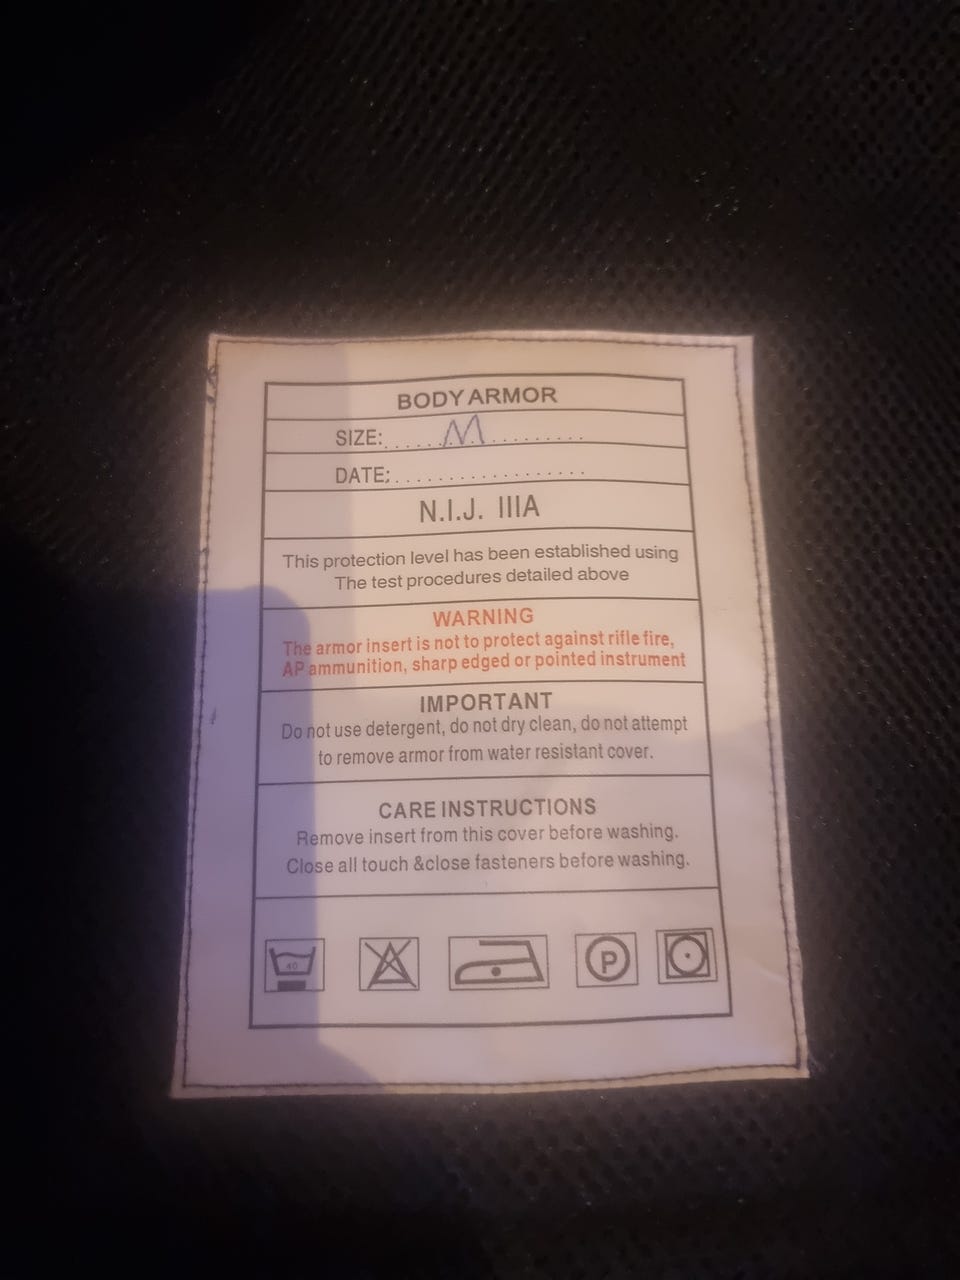 BODY ARMOR
SIZE:......M.........
DATE:..................
N.I.J. IIIA
This protection level has been established using
The test procedures detailed above
WARNING
The armor insert is not to protect against rifle fire,
AP ammunition, sharp edged or pointed instrument
IMPORTANT
Do not use detergent, do not dry clean, do not attempt
to remove armor from water resistant cover.
CARE INSTRUCTIONS
Remove insert from this cover before washing.
Close all touch &close fasteners before washing.
40
P